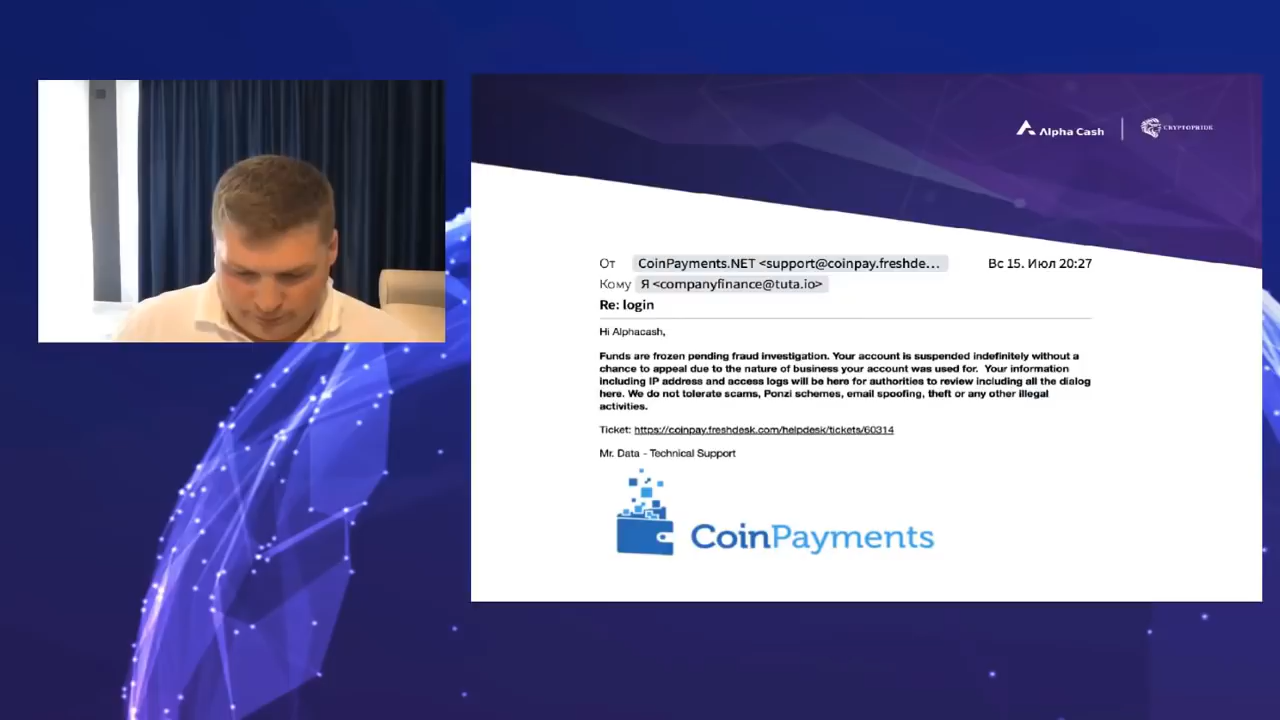 Alpha Cash
CRYPTOPRIDE
От CoinPayments.NET <support@coinpay.freshde... Вс 15. Июл 20:27
Кому Я <companyfinance@tuta.io>
Re: login
Hi Alphacash,
Funds are frozen pending fraud investigation. Your account is suspended indefinitely without a
chance to appeal due to the nature of business your account was used for. Your information
including IP address and access logs will be here for authorities to review including all the dialog
here. We do not tolerate scams, Ponzi schemes, email spoofing, theft or any other illegal
activities.
Ticket: https://coinpay.freshdesk.com/helpdesk/tickets/60314
Mr. Data - Technical Support
CoinPayments